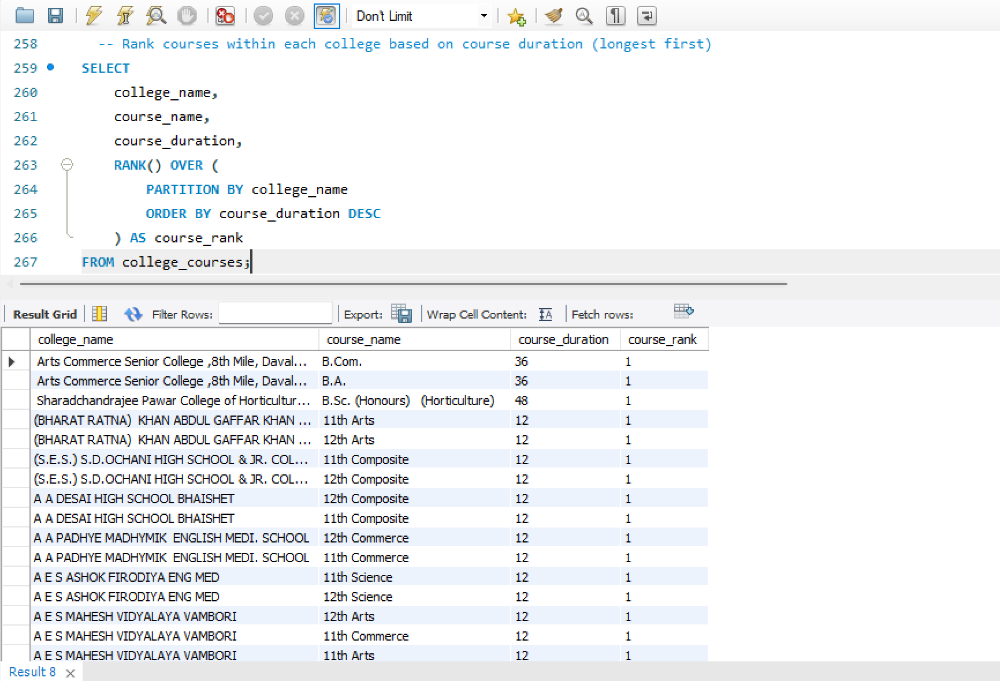 Don't Limit
258 -- Rank courses within each college based on course duration (longest first)
259 SELECT
260 college_name,
261 course_name,
262 course_duration,
263 RANK() OVER (
264 PARTITION BY college_name
265 ORDER BY course_duration DESC
266 ) AS course_rank
267 FROM college_courses;
Result Grid Filter Rows: Export: Wrap Cell Content: Fetch rows:
college_name course_name course_duration course_rank
Arts Commerce Senior College ,8th Mile, Daval... B.Com. 36 1
Arts Commerce Senior College ,8th Mile, Daval... B.A. 36 1
Sharadchandrajee Pawar College of Horticultur... B.Sc. (Honours) (Horticulture) 48 1
(BHARAT RATNA) KHAN ABDUL GAFFAR KHAN ... 11th Arts 12 1
(BHARAT RATNA) KHAN ABDUL GAFFAR KHAN ... 12th Arts 12 1
(S.E.S.) S.D.OCHANI HIGH SCHOOL & JR. COL... 11th Composite 12 1
(S.E.S.) S.D.OCHANI HIGH SCHOOL & JR. COL... 12th Composite 12 1
A A DESAI HIGH SCHOOL BHAISHET 12th Composite 12 1
A A DESAI HIGH SCHOOL BHAISHET 11th Composite 12 1
A A PADHYE MADHYMIK ENGLISH MEDI. SCHOOL 12th Commerce 12 1
A A PADHYE MADHYMIK ENGLISH MEDI. SCHOOL 11th Commerce 12 1
A E S ASHOK FIRODIYA ENG MED 11th Science 12 1
A E S ASHOK FIRODIYA ENG MED 12th Science 12 1
A E S MAHESH VIDYALAYA VAMBORI 12th Arts 12 1
A E S MAHESH VIDYALAYA VAMBORI 11th Commerce 12 1
A E S MAHESH VIDYALAYA VAMBORI 11th Arts 12 1
Result 8